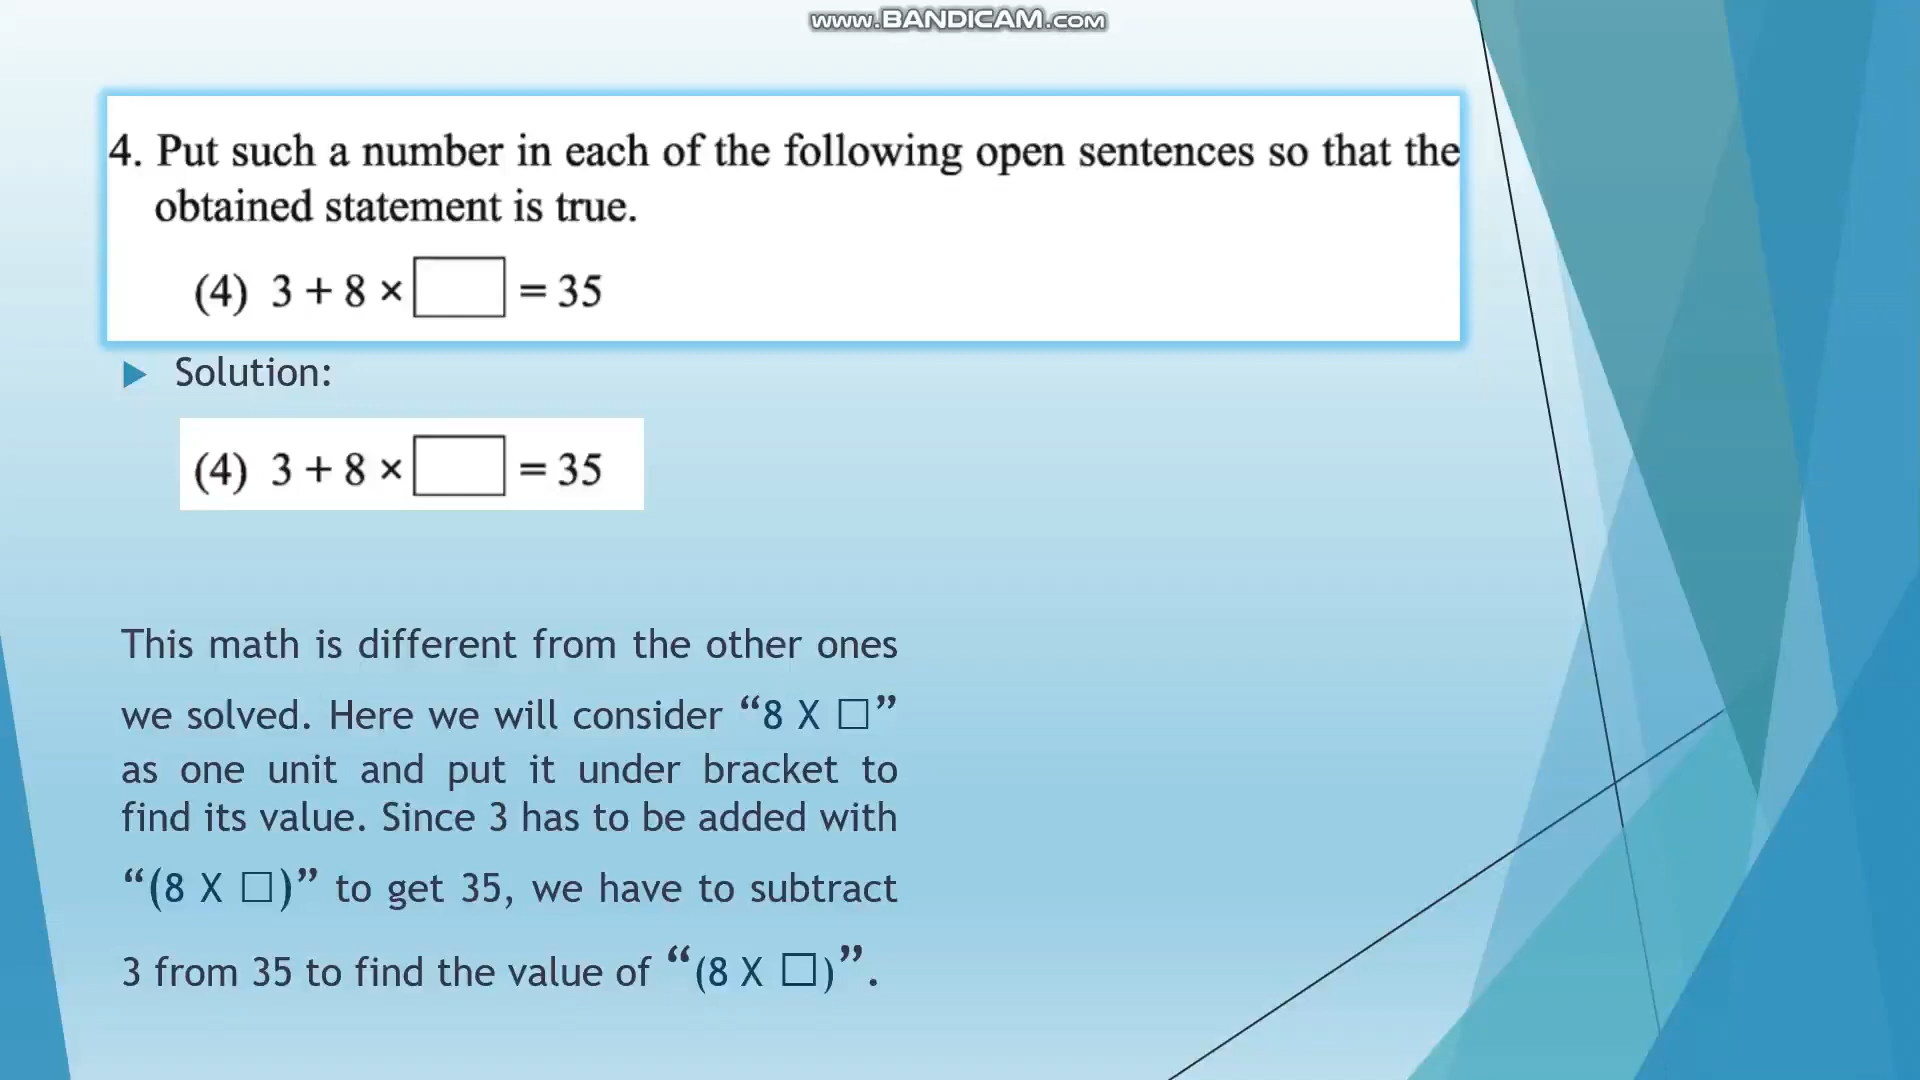 www.BANDICAM.com
4. Put such a number in each of the following open sentences so that the
obtained statement is true.
(4) 3 + 8 × □ = 35
Solution:
(4) 3 + 8 × □ = 35
This math is different from the other ones
we solved. Here we will consider “8 X □”
as one unit and put it under bracket to
find its value. Since 3 has to be added with
“(8 X □)” to get 35, we have to subtract
3 from 35 to find the value of “(8 X □)”.